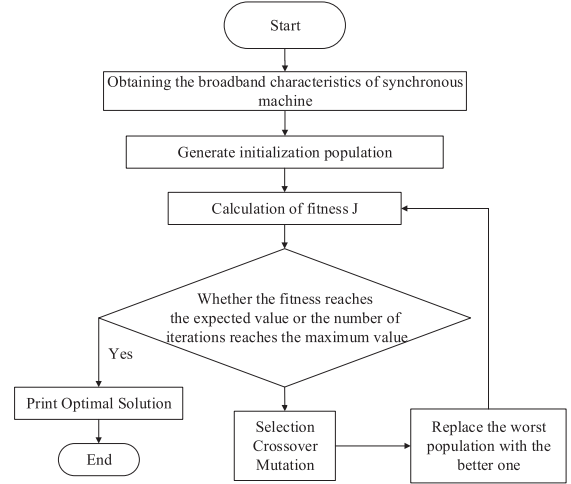 Start
Obtaining the broadband characteristics of synchronous
machine
Generate initialization population
Calculation of fitness J
Whether the fitness reaches
the expected value or the number of
iterations reaches the maximum value
Yes
Print Optimal Solution
End
Selection
Crossover
Mutation
Replace the worst
population with the
better one